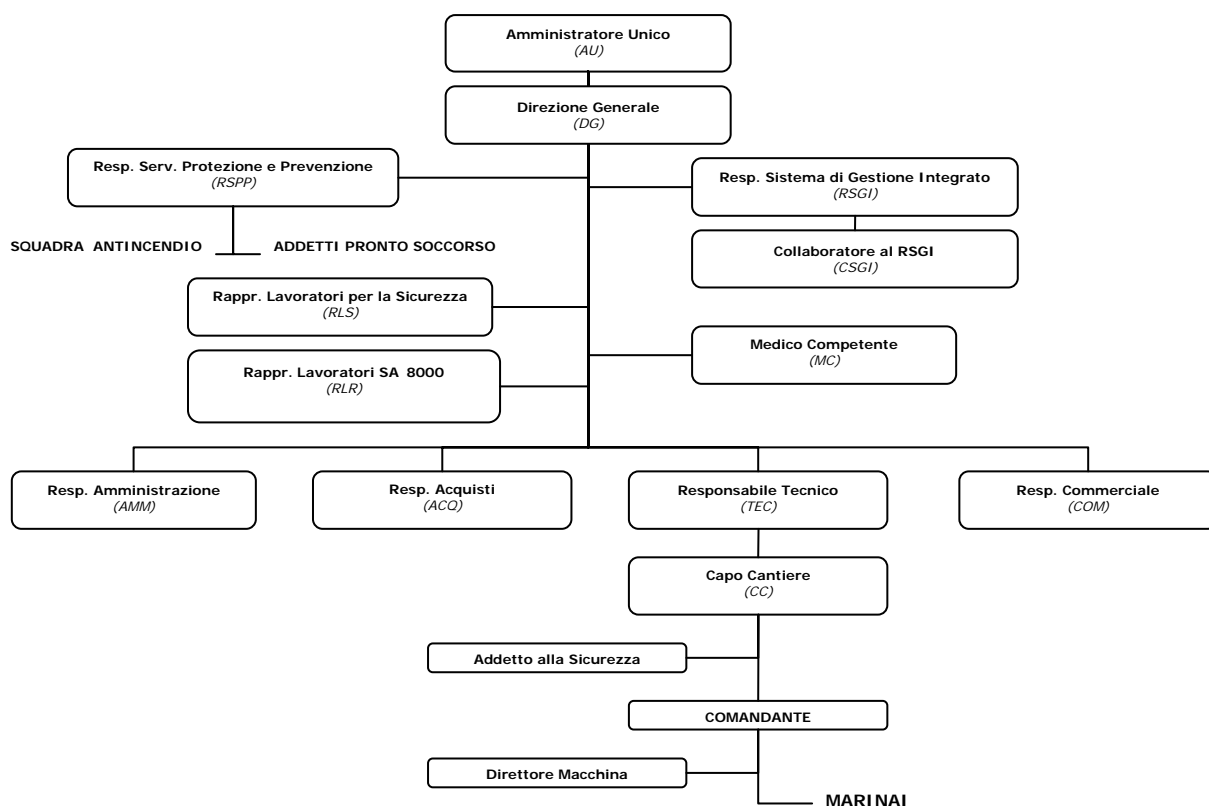 Amministratore Unico
(AU)
Direzione Generale
(DG)
Resp. Serv. Protezione e Prevenzione
(RSPP)
Resp. Sistema di Gestione Integrato
(RSGI)
SQUADRA ANTINCENDIO
ADDETTI PRONTO SOCCORSO
Collaboratore al RSGI
(CSGI)
Rappr. Lavoratori per la Sicurezza
(RLS)
Medico Competente
(MC)
Rappr. Lavoratori SA 8000
(RLR)
Resp. Amministrazione
(AMM)
Resp. Acquisti
(ACQ)
Responsabile Tecnico
(TEC)
Resp. Commerciale
(COM)
Capo Cantiere
(CC)
Addetto alla Sicurezza
COMANDANTE
Direttore Macchina
MARINAI